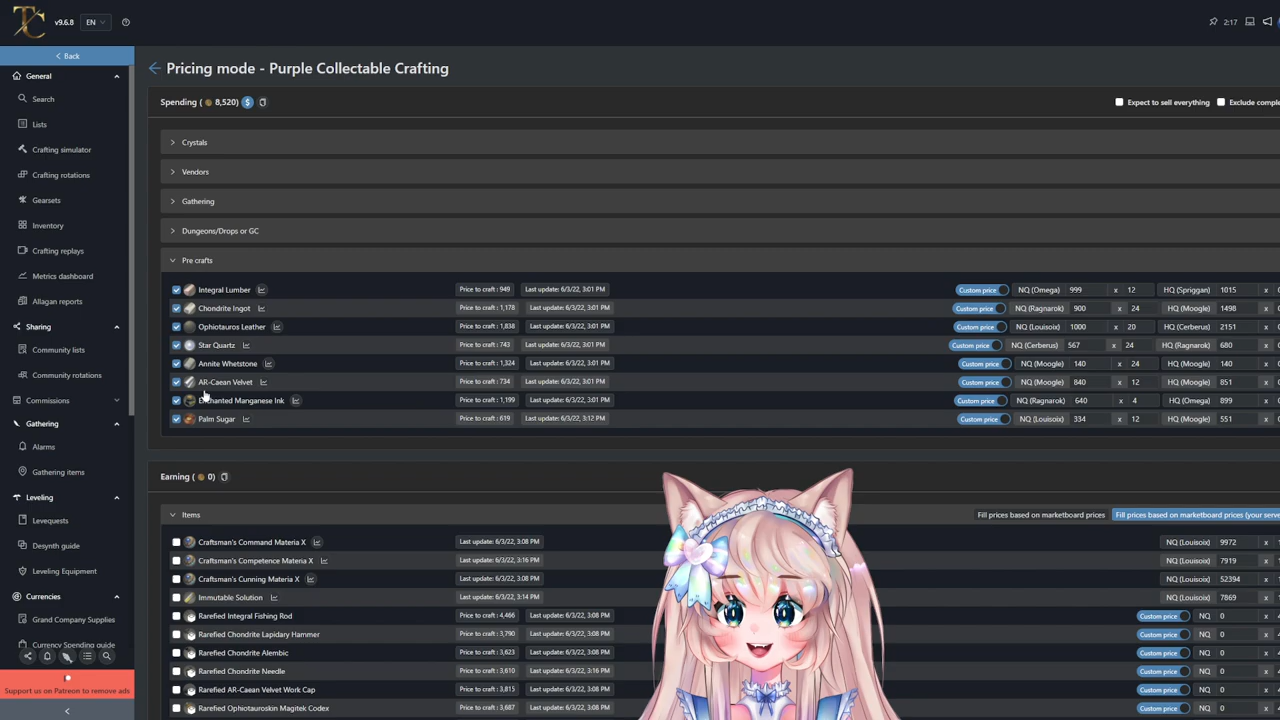 TC v9.6.8 EN 2:17
Back
General
Search
Lists
Crafting simulator
Crafting rotations
Gearsets
Inventory
Crafting replays
Metrics dashboard
Allagan reports
Sharing
Community lists
Community rotations
Commissions
Gathering
Alarms
Gathering items
Leveling
Levequests
Desynth guide
Leveling Equipment
Currencies
Grand Company Supplies
Currency Spending guide
Support us on Patreon to remove ads
Pricing mode - Purple Collectable Crafting
Spending ( 8,520) $ Expect to sell everything Exclude comple
Crystals
Vendors
Gathering
Dungeons/Drops or GC
Pre crafts
Integral Lumber Price to craft : 949 Last update: 6/3/22, 3:01 PM Custom price NQ (Omega) 999 x 12 HQ (Spriggan) 1015 x
Chondrite Ingot Price to craft : 1,178 Last update: 6/3/22, 3:01 PM Custom price NQ (Ragnarok) 900 x 24 HQ (Moogle) 1498 x
Ophiotauros Leather Price to craft : 1,838 Last update: 6/3/22, 3:01 PM Custom price NQ (Louisoix) 1000 x 20 HQ (Cerberus) 2151 x
Star Quartz Price to craft : 743 Last update: 6/3/22, 3:01 PM Custom price NQ (Cerberus) 567 x 24 HQ (Ragnarok) 680 x
Annite Whetstone Price to craft : 1,324 Last update: 6/3/22, 3:01 PM Custom price NQ (Moogle) 140 x 24 HQ (Moogle) 140 x
AR-Caean Velvet Price to craft : 734 Last update: 6/3/22, 3:01 PM Custom price NQ (Moogle) 840 x 12 HQ (Moogle) 851 x
Enchanted Manganese Ink Price to craft : 1,199 Last update: 6/3/22, 3:01 PM Custom price NQ (Ragnarok) 640 x 4 HQ (Omega) 899 x
Palm Sugar Price to craft : 619 Last update: 6/3/22, 3:12 PM Custom price NQ (Louisoix) 334 x 12 HQ (Moogle) 551 x
Earning ( 0)
Items Fill prices based on marketboard prices Fill prices based on marketboard prices (your serve
Craftsman's Command Materia X Last update: 6/3/22, 3:08 PM NQ (Louisoix) 9972 x
Craftsman's Competence Materia X Last update: 6/3/22, 3:16 PM NQ (Louisoix) 7919 x
Craftsman's Cunning Materia X Last update: 6/3/22, 3:08 PM NQ (Louisoix) 52394 x
Immutable Solution Last update: 6/3/22, 3:14 PM NQ (Louisoix) 7869 x
Rarefied Integral Fishing Rod Price to craft : 4,466 Last update: 6/3/22, 3:08 PM Custom price NQ 0 x
Rarefied Chondrite Lapidary Hammer Price to craft : 3,790 Last update: 6/3/22, 3:08 PM Custom price NQ 0 x
Rarefied Chondrite Alembic Price to craft : 3,623 Last update: 6/3/22, 3:08 PM Custom price NQ 0 x
Rarefied Chondrite Needle Price to craft : 3,610 Last update: 6/3/22, 3:16 PM Custom price NQ 0 x
Rarefied AR-Caean Velvet Work Cap Price to craft : 3,815 Last update: 6/3/22, 3:08 PM Custom price NQ 0 x
Rarefied Ophiotauroskin Magitek Codex Price to craft : 3,687 Last update: 6/3/22, 3:08 PM Custom price NQ 0 x